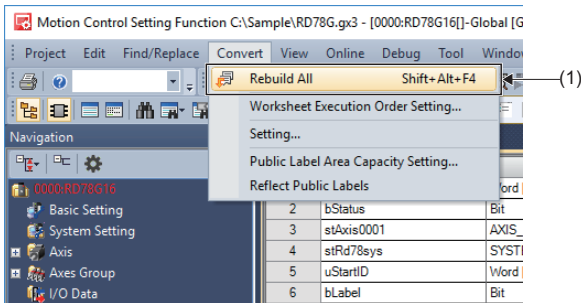 Motion Control Setting Function C:\Sample\RD78G.gx3 - [0000:RD78G16[]-Global [G
Project Edit Find/Replace Convert View Online Debug Tool Windo
Rebuild All Shift+Alt+F4 (1)
Worksheet Execution Order Setting...
Navigation
Setting...
Public Label Area Capacity Setting...
0000:RD78G16 Reflect Public Labels Word [
Basic Setting 2 bStatus Bit
System Setting 3 stAxis0001 AXIS_
Axis 4 stRd78sys SYSTE
Axes Group 5 uStartID Word [
I/O Data 6 bLabel Bit